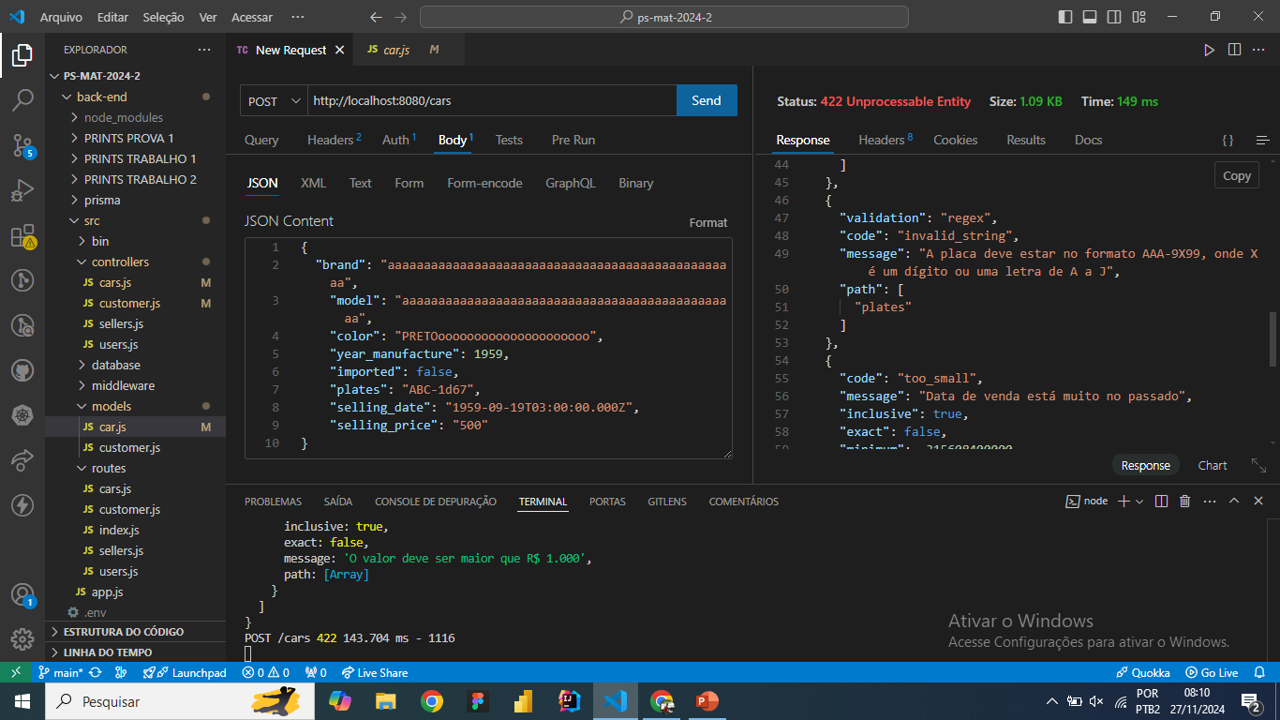 Arquivo Editar Seleção Ver Acessar ··· ps-mat-2024-2
EXPLORADOR ···
PS-MAT-2024-2
back-end
node_modules
PRINTS PROVA 1
PRINTS TRABALHO 1
PRINTS TRABALHO 2
prisma
src
bin
controllers
JS cars.js M
JS customer.js M
JS sellers.js
JS users.js
database
middleware
models
JS car.js M
JS customer.js
routes
JS cars.js
JS customer.js
JS index.js
JS sellers.js
JS users.js
JS app.js
.env
ESTRUTURA DO CÓDIGO
LINHA DO TEMPO
5
1
TC New Request JS car.js M
POST http://localhost:8080/cars Send
Query Headers 2 Auth 1 Body 1 Tests Pre Run
JSON XML Text Form Form-encode GraphQL Binary
JSON Content Format
1 {
2 "brand": "aaaaaaaaaaaaaaaaaaaaaaaaaaaaaaaaaaaaaaaaaaaaaaa
aa",
3 "model": "aaaaaaaaaaaaaaaaaaaaaaaaaaaaaaaaaaaaaaaaaaaaa
aa",
4 "color": "PRETOooooooooooooooooooooo",
5 "year_manufacture": 1959,
6 "imported": false,
7 "plates": "ABC-1d67",
8 "selling_date": "1959-09-19T03:00:00.000Z",
9 "selling_price": "500"
10 }
Status: 422 Unprocessable Entity Size: 1.09 KB Time: 149 ms
Response Headers 8 Cookies Results Docs { }
Copy
44 ]
45 },
46 {
47 "validation": "regex",
48 "code": "invalid_string",
49 "message": "A placa deve estar no formato AAA-9X99, onde X
é um dígito ou uma letra de A a J",
50 "path": [
51 "plates"
52 ]
53 },
54 {
55 "code": "too_small",
56 "message": "Data de venda está muito no passado",
57 "inclusive": true,
58 "exact": false,
59 "minimum": -315608400000
Response Chart
PROBLEMAS SAÍDA CONSOLE DE DEPURAÇÃO TERMINAL PORTAS GITLENS COMENTÁRIOS node
inclusive: true,
exact: false,
message: 'O valor deve ser maior que R$ 1.000',
path: [Array]
}
]
}
POST /cars 422 143.704 ms - 1116
Ativar o Windows
Acesse Configurações para ativar o Windows.
main* Launchpad 0 0 0 Live Share Quokka Go Live
Pesquisar
POR
PTB2
08:10
27/11/2024
2